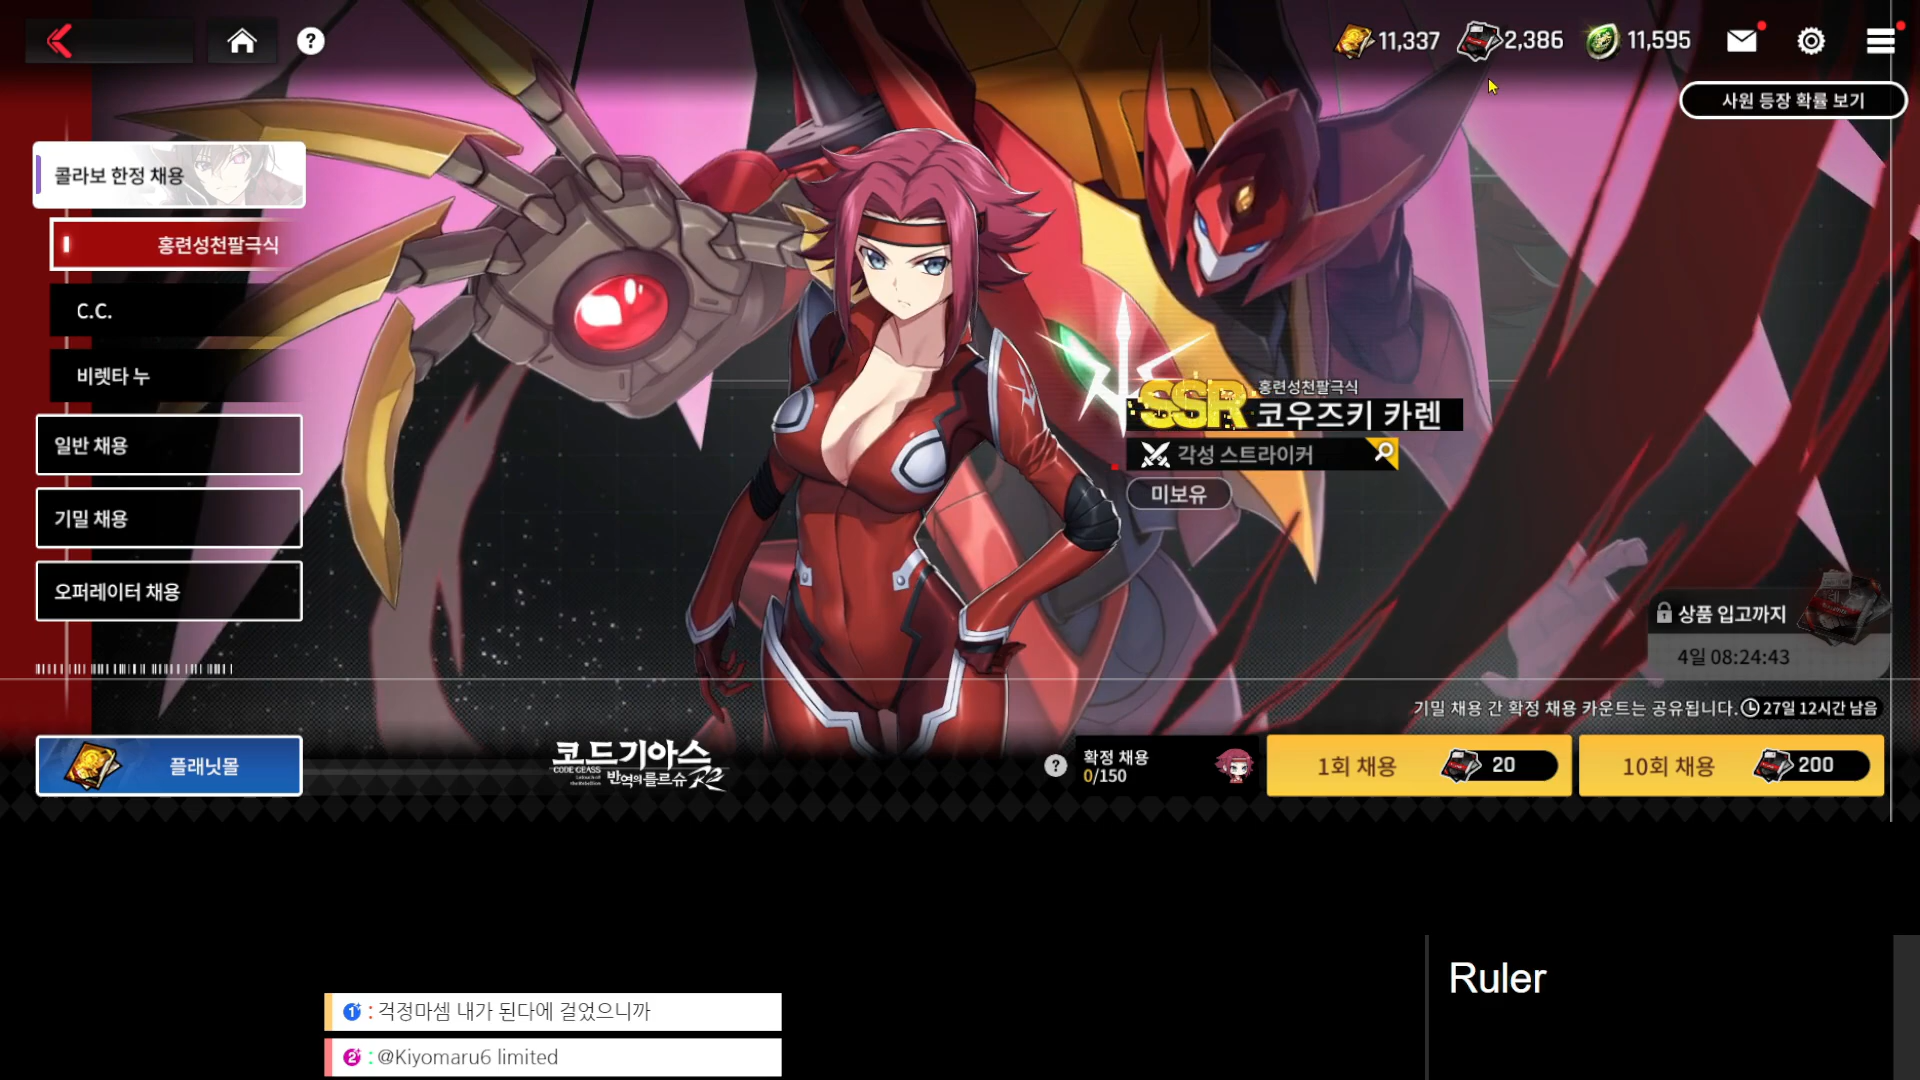 11,337
2,386
11,595
사원 등장 확률 보기
콜라보 한정 채용
홍련성천팔극식
C.C.
비렛타 누
일반 채용
기밀 채용
오퍼레이터 채용
플래닛몰
SSR
홍련성천팔극식
코우즈키 카렌
각성 스트라이커
미보유
상품 입고까지
4일 08:24:43
기밀 채용 간 확정 채용 카운트는 공유됩니다.
27일 12시간 남음
코드기아스
CODE GEASS
반역의 를르슈 R2
확정 채용
0/150
1회 채용 20
10회 채용 200
Ruler
1 : 걱정마셈 내가 된다에 걸었으니까
2 : @Kiyomaru6 limited